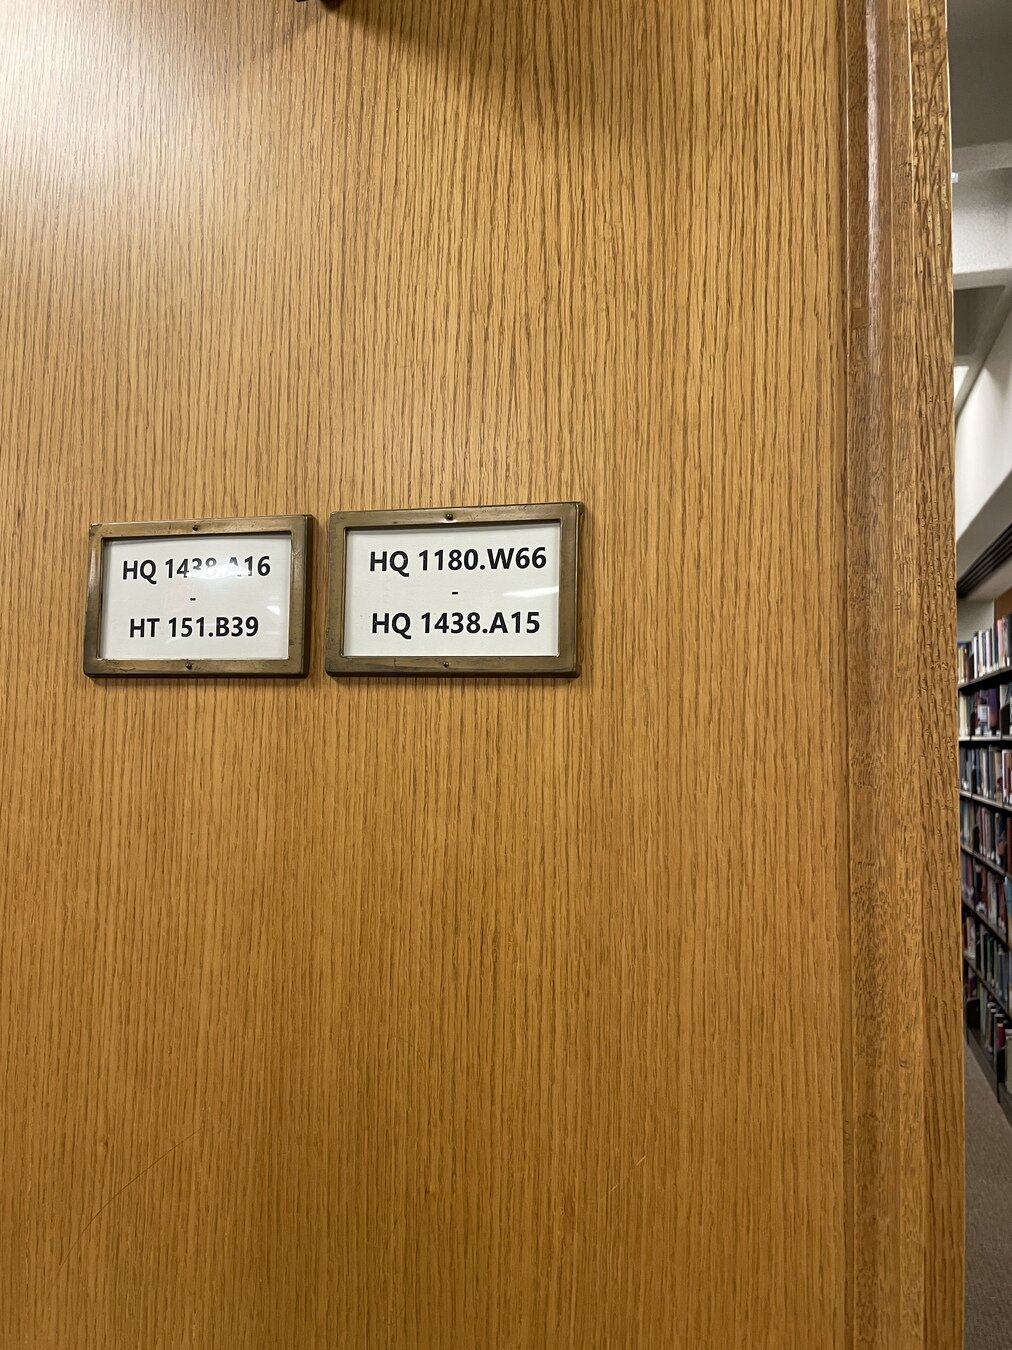 HQ 1438.A16
-
HT 151.B39
HQ 1180.W66
-
HQ 1438.A15